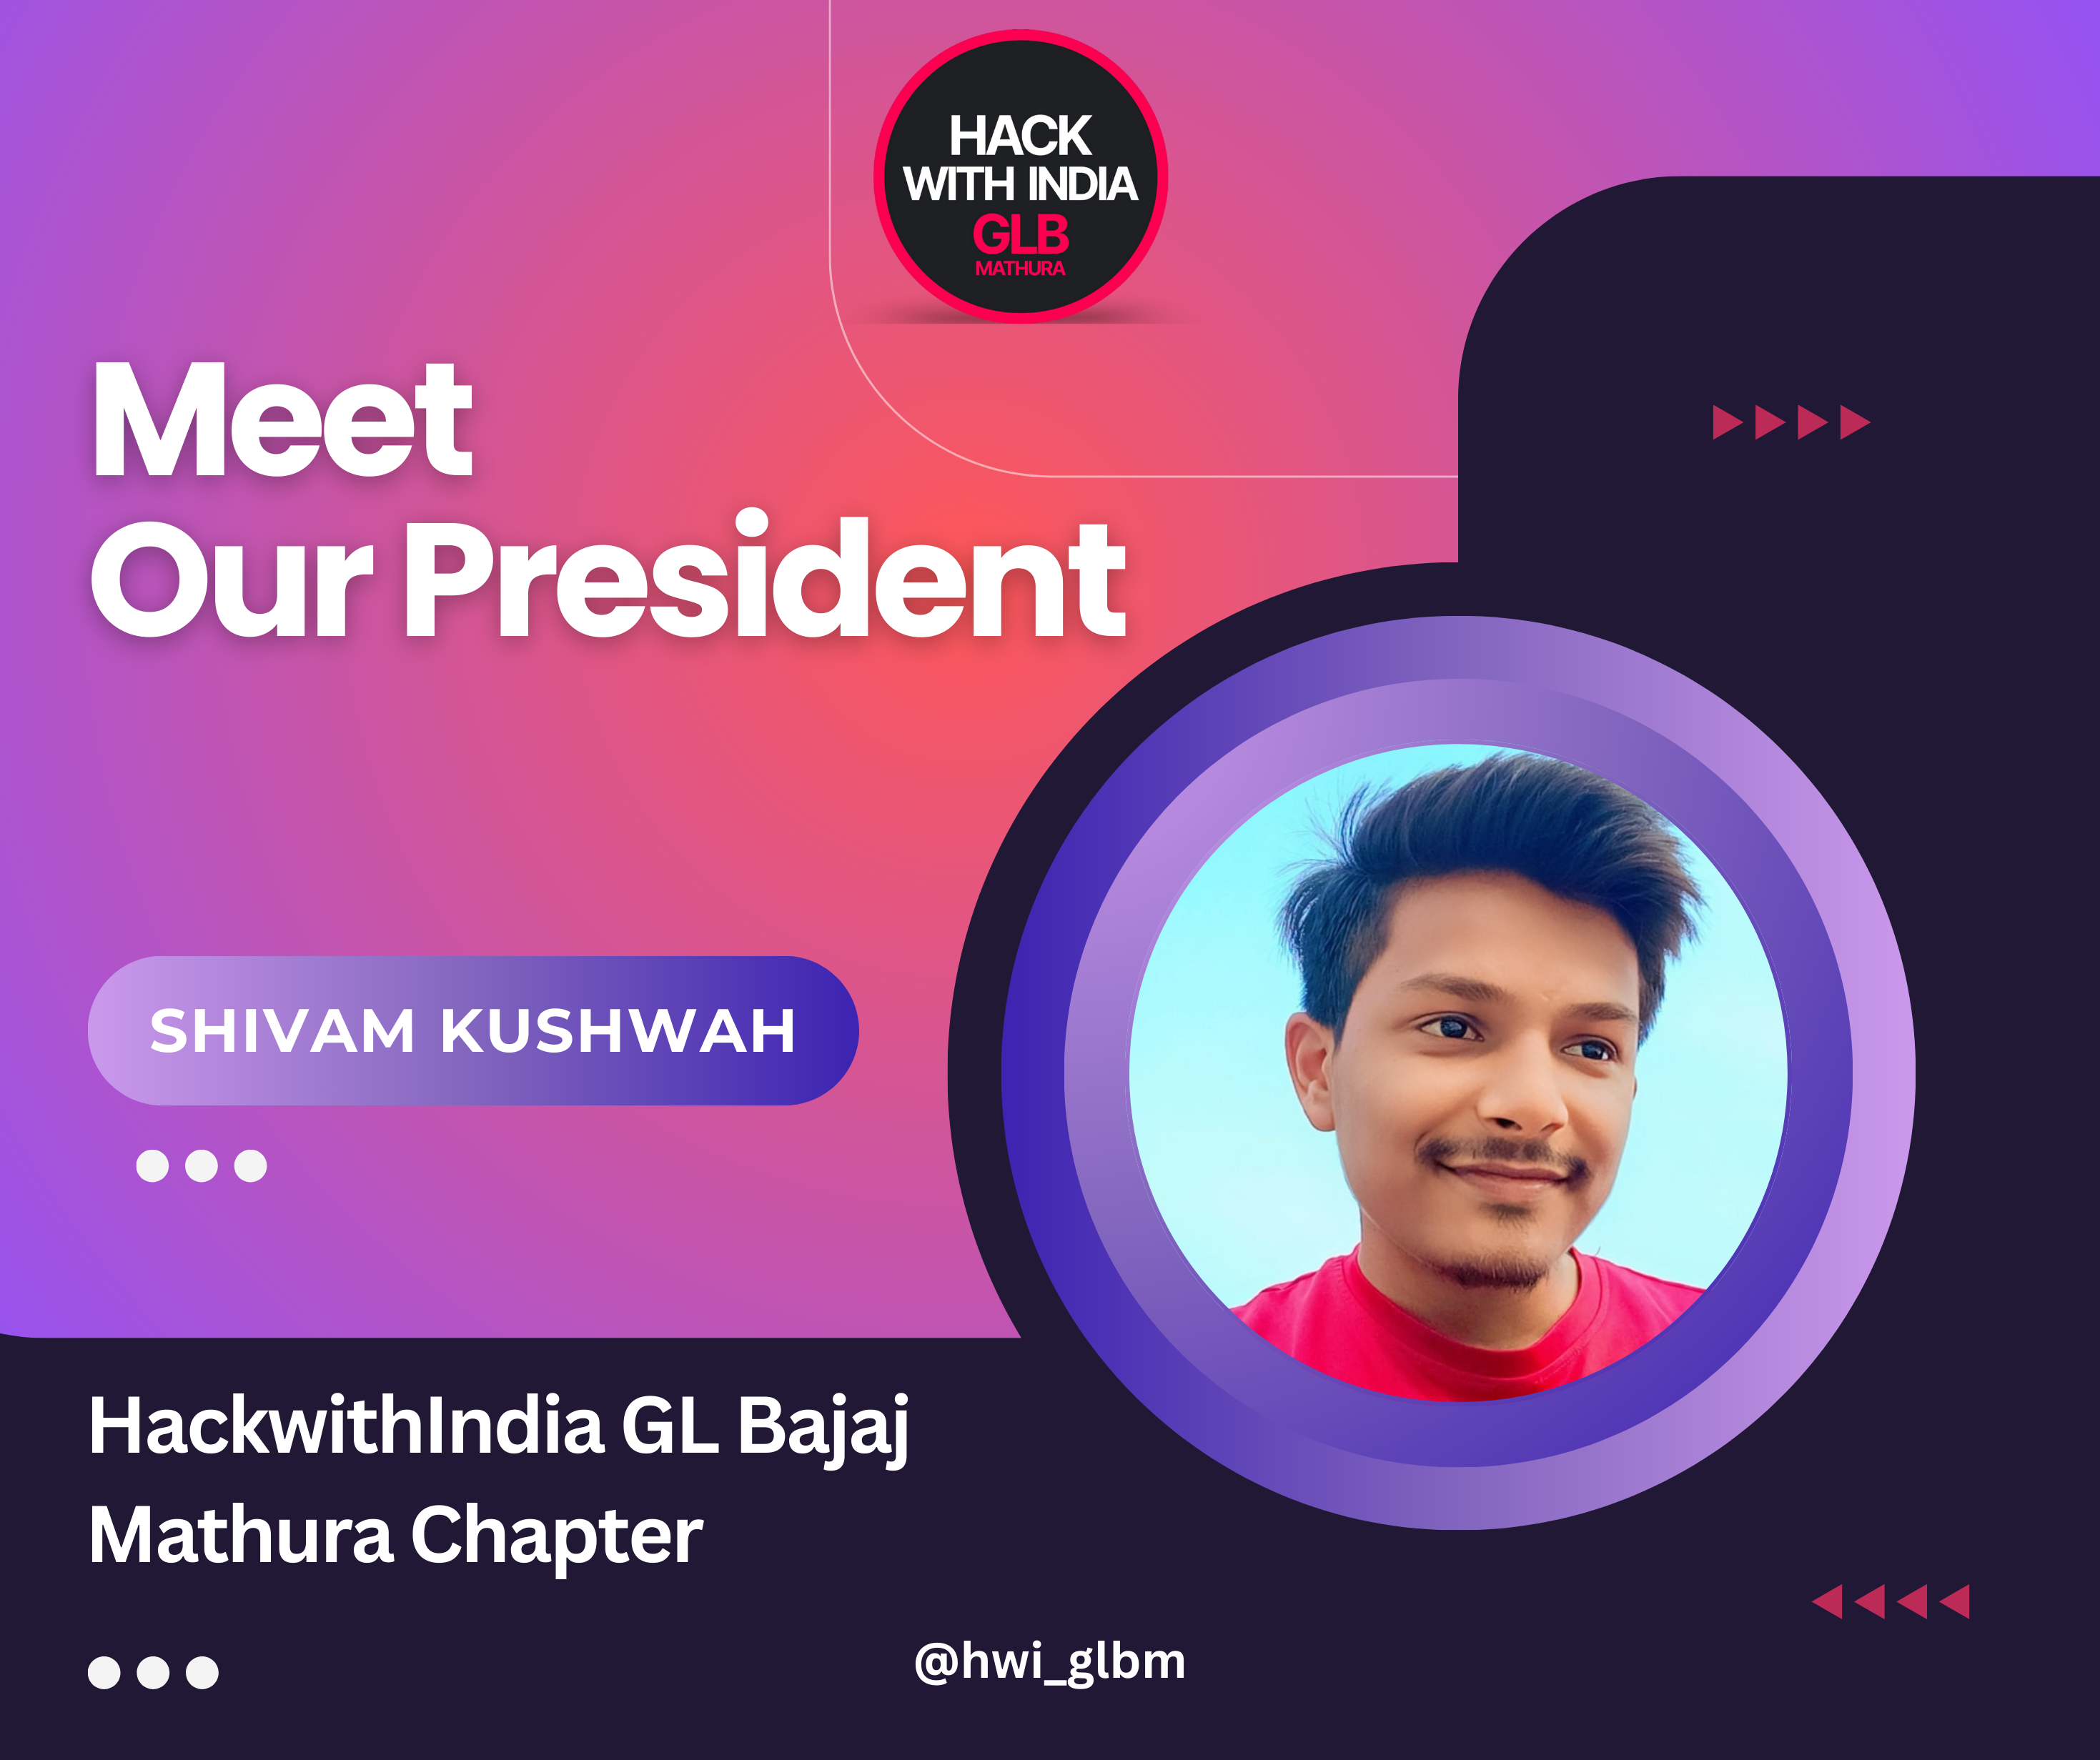 HACK
WITH INDIA
GLB
MATHURA
Meet
Our President
SHIVAM KUSHWAH
HackwithIndia GL Bajaj
Mathura Chapter
@hwi_glbm